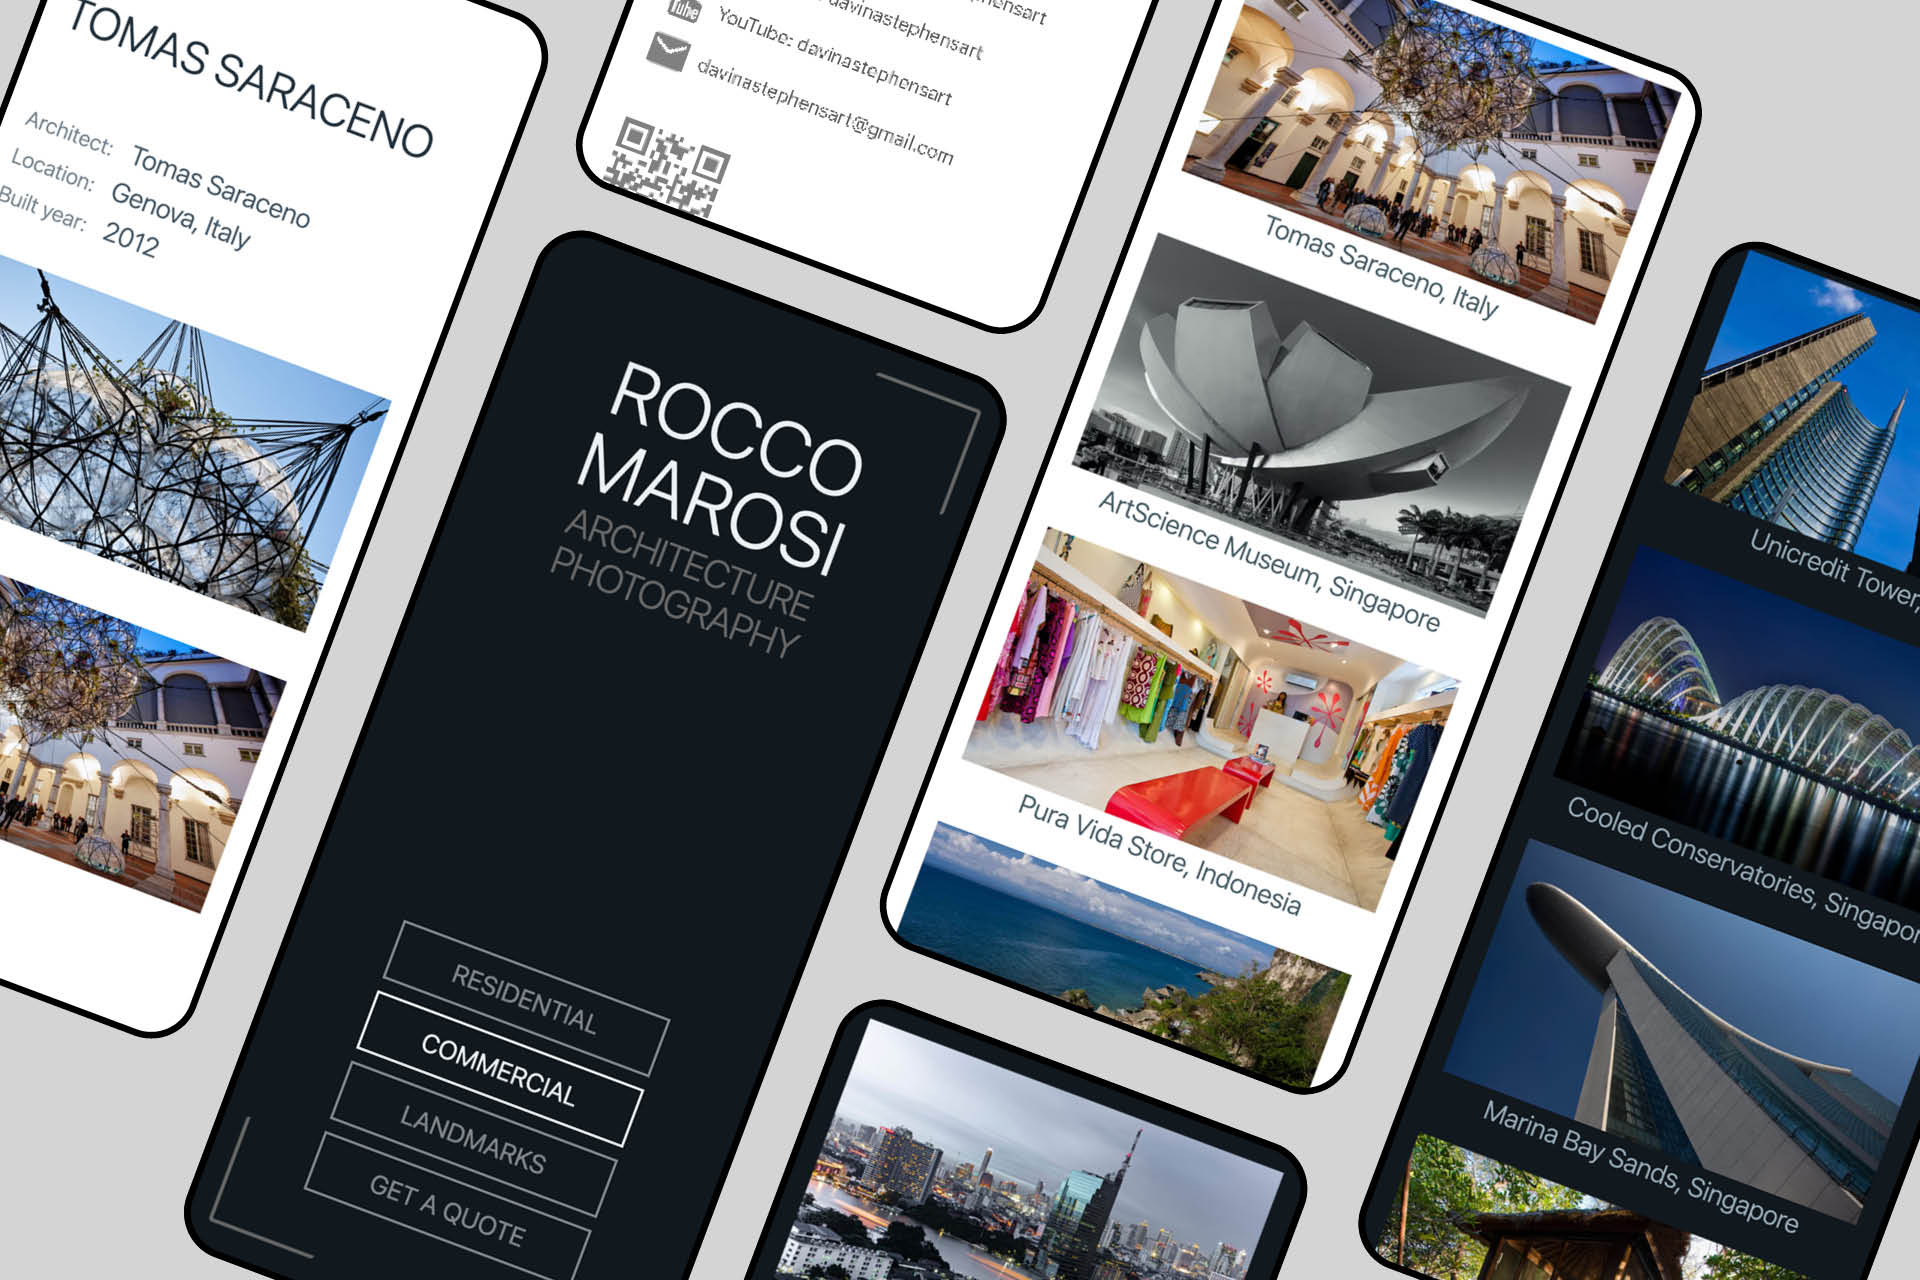 TOMAS SARACENO
Architect: Tomas Saraceno
Location: Genova, Italy
Built year: 2012
davinastephensart
YouTube: davinastephensart
davinastephensart@gmail.com
ROCCO
MAROSI
ARCHITECTURE
PHOTOGRAPHY
RESIDENTIAL
COMMERCIAL
LANDMARKS
GET A QUOTE
Tomas Saraceno, Italy
ArtScience Museum, Singapore
Pura Vida Store, Indonesia
Unicredit Tower,
Cooled Conservatories, Singapor
Marina Bay Sands, Singapore